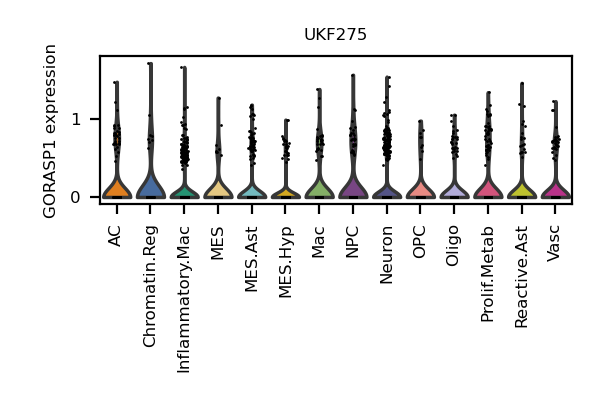 UKF275
GORASP1 expression
1
0
AC
Chromatin.Reg
Inflammatory.Mac
MES
MES.Ast
MES.Hyp
Mac
NPC
Neuron
OPC
Oligo
Prolif.Metab
Reactive.Ast
Vasc